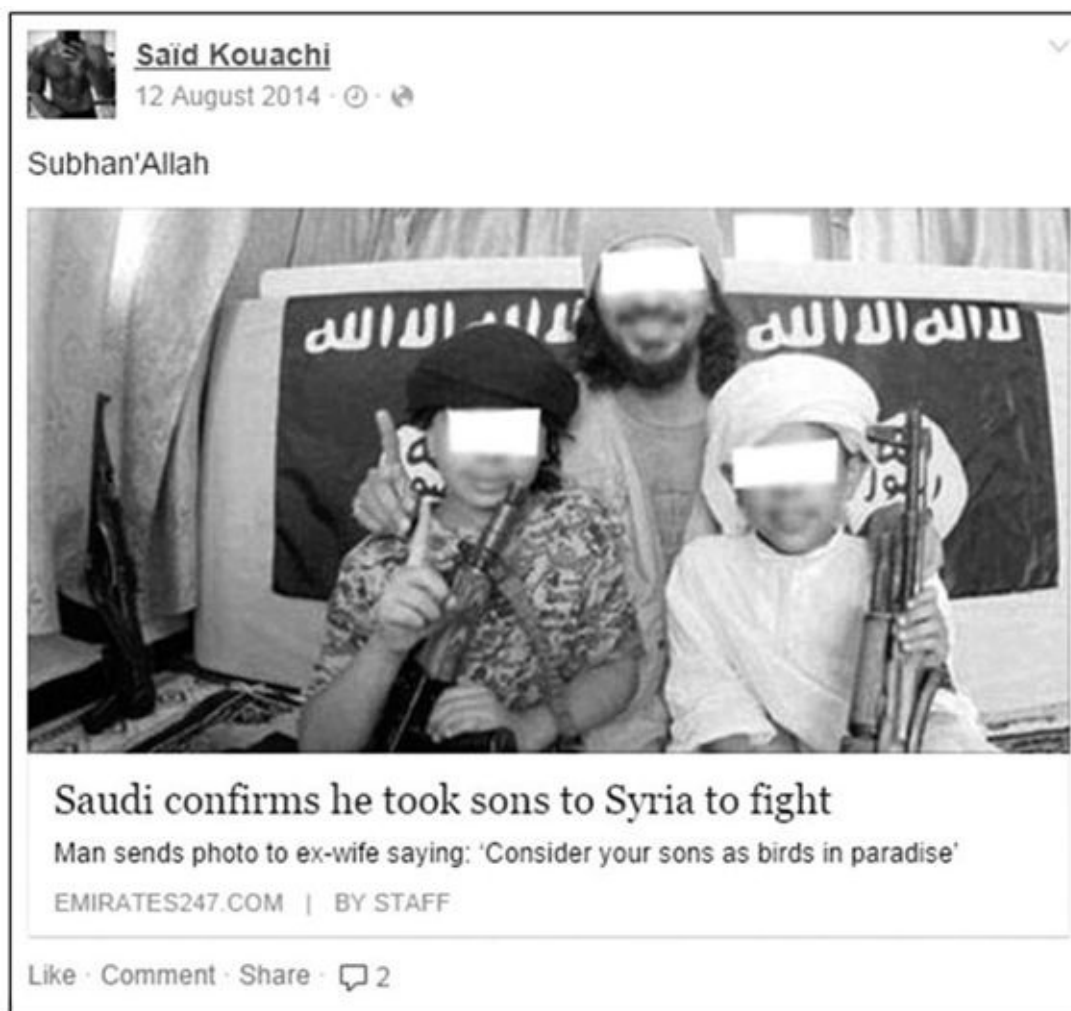 Saïd Kouachi
12 August 2014
Subhan'Allah
لا اله الا الله
Saudi confirms he took sons to Syria to fight
Man sends photo to ex-wife saying: ‘Consider your sons as birds in paradise’
EMIRATES247.COM | BY STAFF
Like · Comment · Share · 2